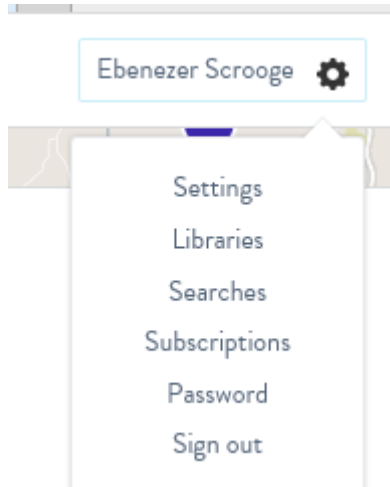 Ebenezer Scrooge
Settings
Libraries
Searches
Subscriptions
Password
Sign out